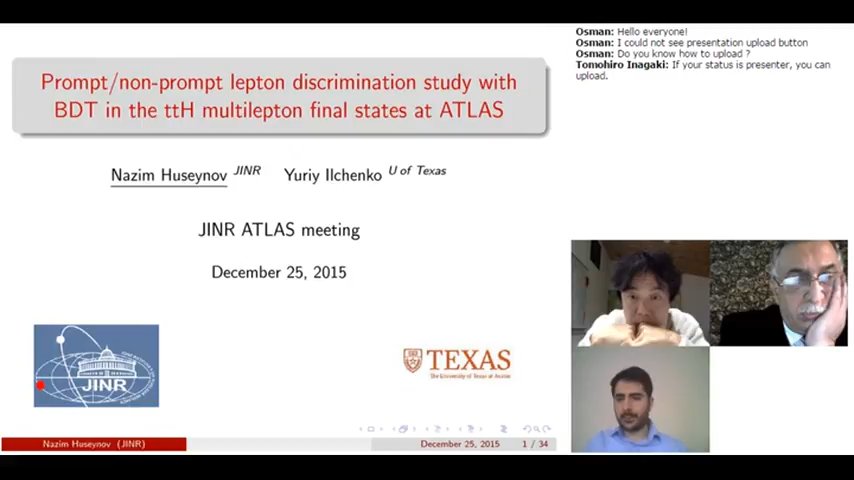 Prompt/non-prompt lepton discrimination study with
BDT in the ttH multilepton final states at ATLAS
Nazim Huseynov JINR Yuriy Ilchenko U of Texas
JINR ATLAS meeting
December 25, 2015
JINR
TEXAS
The University of Texas at Austin
Nazim Huseynov (JINR)
December 25, 2015
1 / 34
Osman: Hello everyone!
Osman: I could not see presentation upload button
Osman: Do you know how to upload ?
Tomohiro Inagaki: If your status is presenter, you can
upload.